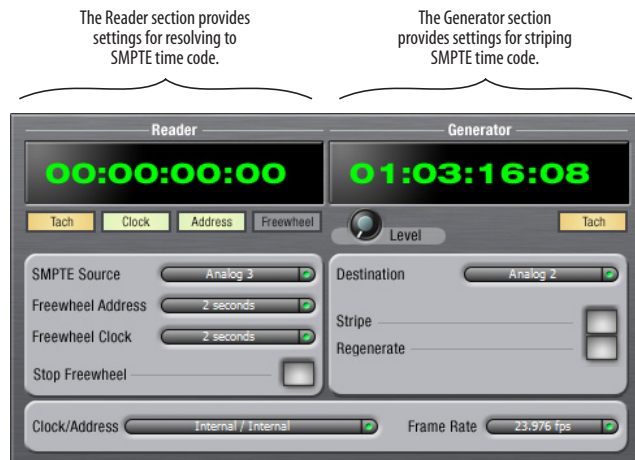 The Reader section provides
settings for resolving to
SMPTE time code.
The Generator section
provides settings for striping
SMPTE time code.
Reader
Generator
00:00:00:00
01:03:16:08
Tach
Clock
Address
Freewheel
Level
Tach
SMPTE Source
Analog 3
Freewheel Address
2 seconds
Freewheel Clock
2 seconds
Stop Freewheel
Destination
Analog 2
Stripe
Regenerate
Clock/Address
Internal / Internal
Frame Rate
23.976 fps